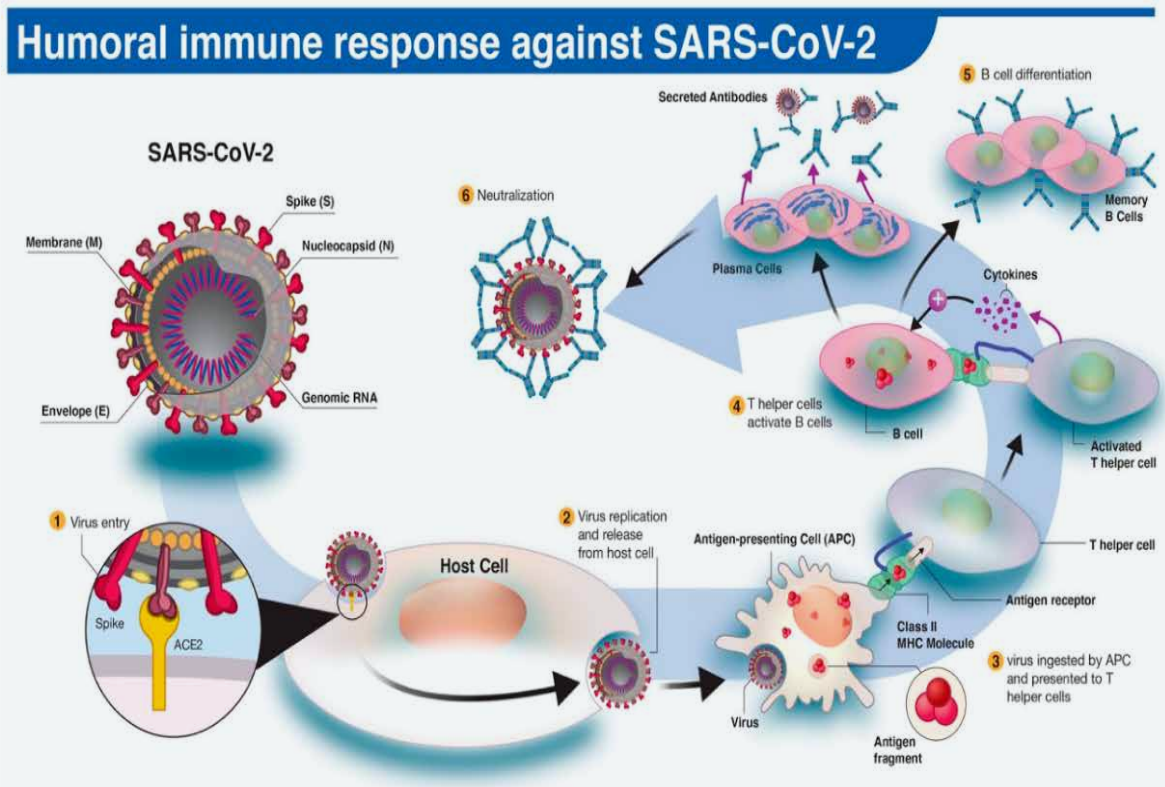 Humoral immune response against SARS-CoV-2
SARS-CoV-2
Spike (S)
Membrane (M)
Nucleocapsid (N)
Envelope (E)
Genomic RNA
1 Virus entry
Spike
ACE2
Host Cell
2 Virus replication
and release
from host cell
Antigen-presenting Cell (APC)
Virus
Class II
MHC Molecule
Antigen receptor
T helper cell
3 virus ingested by APC
and presented to T
helper cells
Antigen
fragment
4 T helper cells
activate B cells
B cell
Activated
T helper cell
Cytokines
+
5 B cell differentiation
Memory
B Cells
Secreted Antibodies
Plasma Cells
6 Neutralization